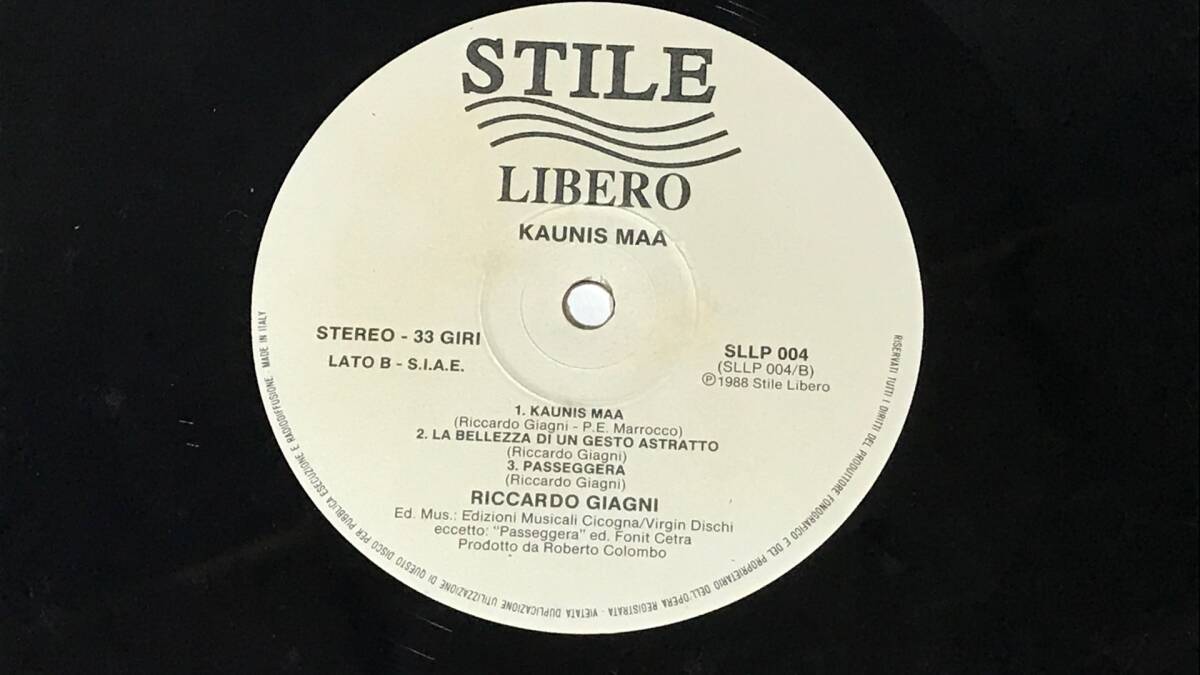 STILE
LIBERO
KAUNIS MAA
STEREO - 33 GIRI
LATO B - S.I.A.E.
SLLP 004
(SLLP 004/B)
℗1988 Stile Libero
1. KAUNIS MAA
(Riccardo Giagni - P.E. Marrocco)
2. LA BELLEZZA DI UN GESTO ASTRATTO
(Riccardo Giagni)
3. PASSEGGERA
(Riccardo Giagni)
RICCARDO GIAGNI
Ed. Mus.: Edizioni Musicali Cicogna/Virgin Dischi
eccetto: "Passeggera" ed. Fonit Cetra
Prodotto da Roberto Colombo
RISERVATI TUTTI I DIRITTI DEL PRODUTTORE FONOGRAFICO E DEL PROPRIETARIO DELL'OPERA REGISTRATA - VIETATA DUPLICAZIONE UTILIZZAZIONE DI QUESTO DISCO PER PUBBLICA ESECUZIONE E RADIODIFFUSIONE. MADE IN ITALY